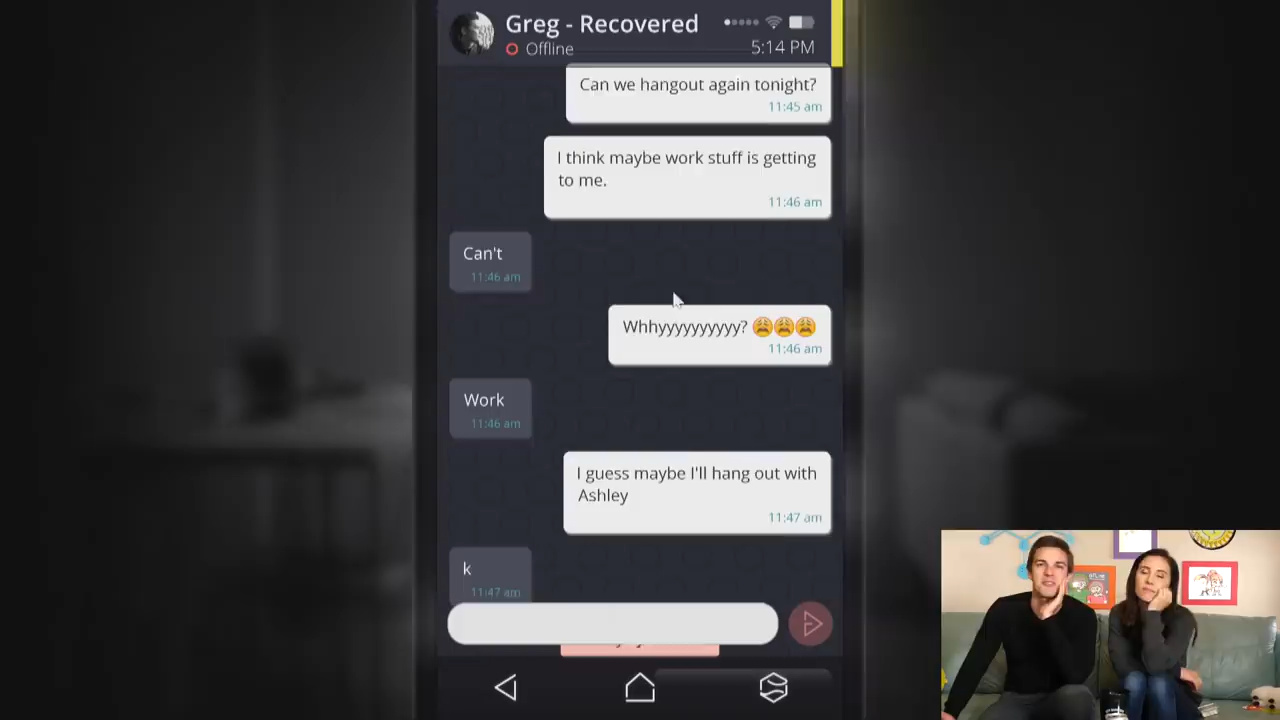 Greg - Recovered
Offline
5:14 PM
Can we hangout again tonight?
11:45 am
I think maybe work stuff is getting
to me.
11:46 am
Can't
11:46 am
Whhyyyyyyyyyy? 😩😩😩
11:46 am
Work
11:46 am
I guess maybe I'll hang out with
Ashley
11:47 am
k
11:47 am